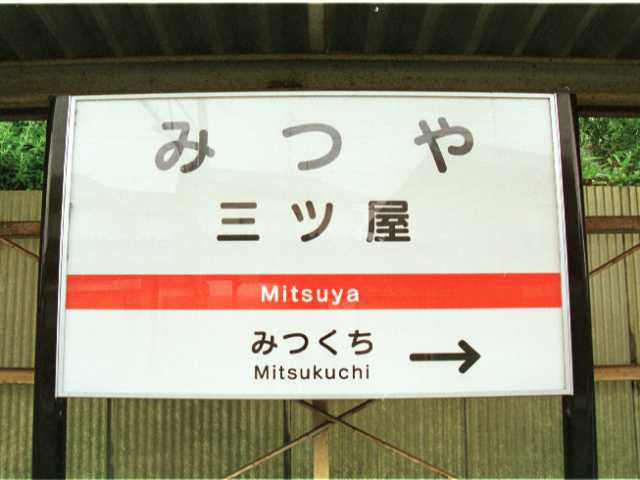 みつや
三ツ屋
Mitsuya
みつくち →
Mitsukuchi